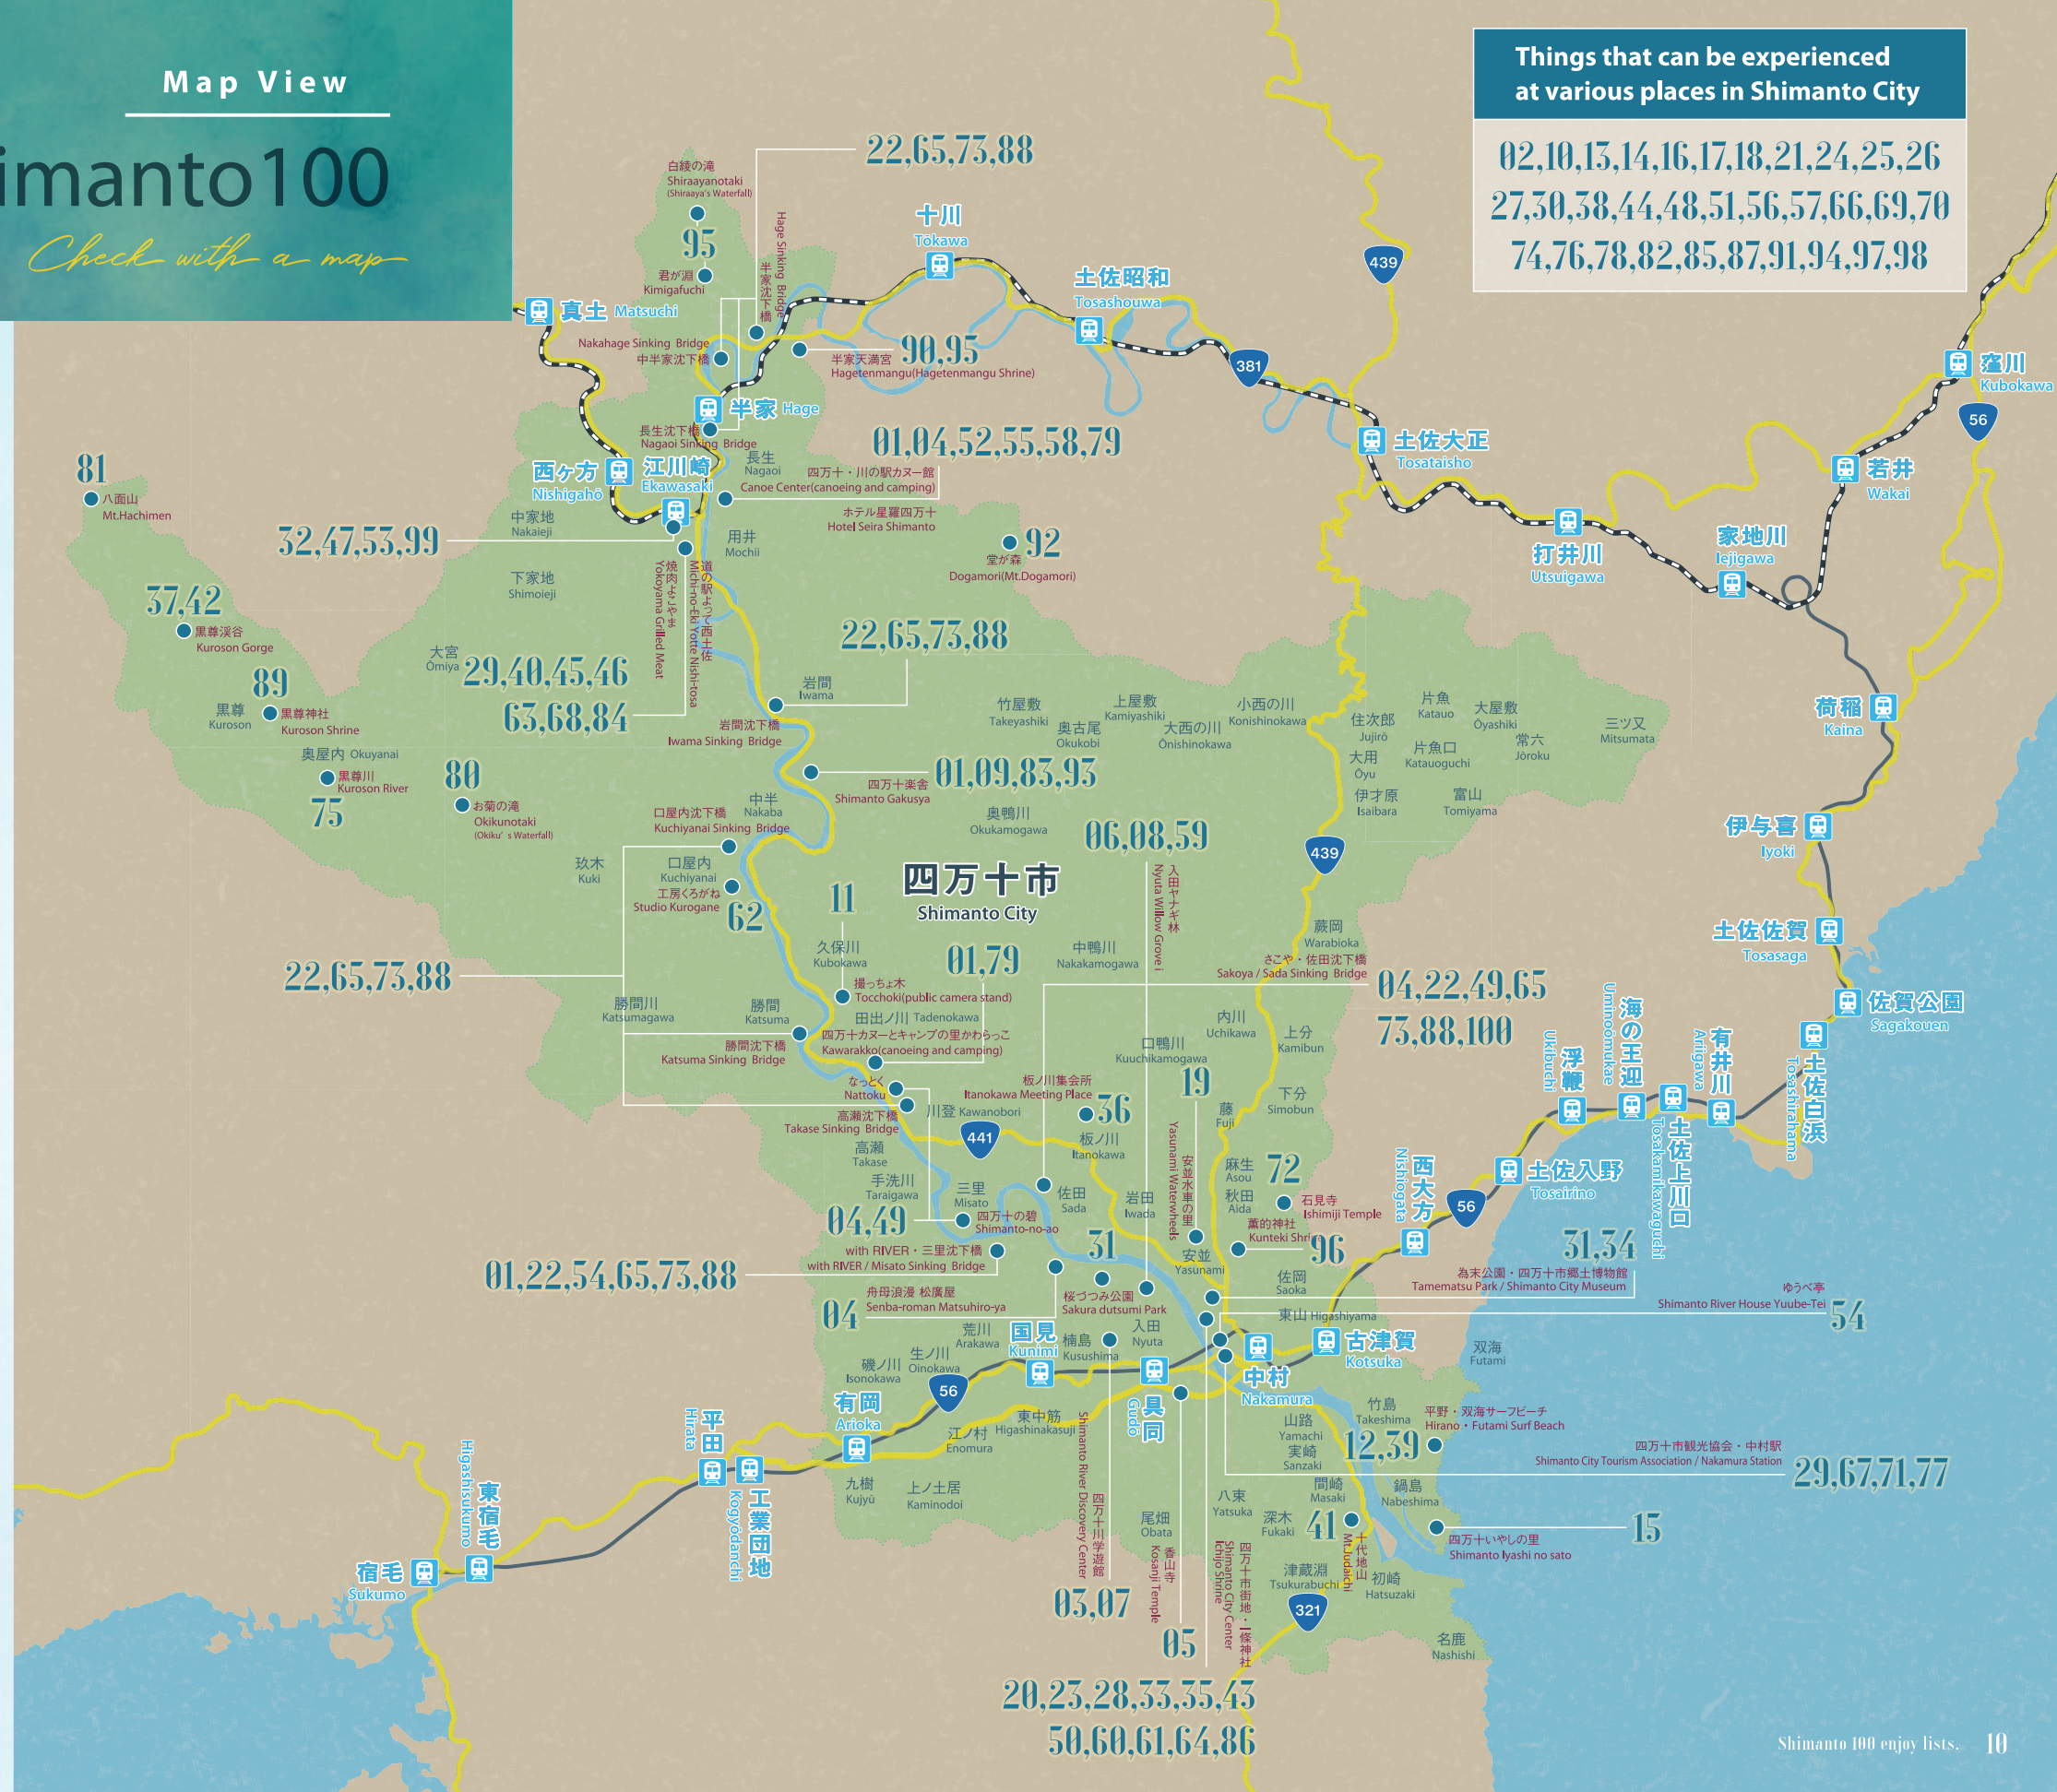 Map View
imanto100
Check with a map
Things that can be experienced
at various places in Shimanto City
02,10,13,14,16,17,18,21,24,25,26
27,30,38,44,48,51,56,57,66,69,70
74,76,78,82,85,87,91,94,97,98
22,65,73,88
白綾の滝
Shiraayanotaki
(Shiraaya's Waterfall)
95
君が淵
Kimigafuchi
Hage Sinking Bridge
半家沈下橋
十川
Tōkawa
土佐昭和
Tosashouwa
439
真土 Matsuchi
Nakahage Sinking Bridge
中半家沈下橋
90,95
半家天満宮
Hagetenmangu(Hagetenmangu Shrine)
381
窪川
Kubokawa
56
半家 Hage
長生沈下橋
Nagaoi Sinking Bridge
01,04,52,55,58,79
土佐大正
Tosataisho
若井
Wakai
81
八面山
Mt.Hachimen
西ヶ方
Nishigahō
江川崎
Ekawasaki
長生
Nagaoi
四万十・川の駅カヌー館
Canoe Center(canoeing and camping)
ホテル星羅四万十
Hotel Seira Shimanto
中家地
Nakaieji
32,47,53,99
用井
Mochii
92
堂が森
Dogamori(Mt.Dogamori)
打井川
Utsuigawa
家地川
Iejigawa
下家地
Shimoieji
焼肉よこやま
Yokoyama Grilled Meat
道の駅よって西土佐
Michi-no-Eki Yotte Nishi-tosa
37,42
黒尊渓谷
Kuroson Gorge
22,65,73,88
大宮
Ōmiya
29,40,45,46
63,68,84
89
黒尊
Kuroson
黒尊神社
Kuroson Shrine
岩間
Iwama
岩間沈下橋
Iwama Sinking Bridge
竹屋敷
Takeyashiki
奥古尾
Okukobi
上屋敷
Kamiyashiki
大西の川
Ōnishinokawa
小西の川
Konishinokawa
住次郎
Jujirō
片魚
Katauo
大屋敷
Ōyashiki
三ツ又
Mitsumata
荷稲
Kaina
大用
Ōyu
片魚口
Katauoguchi
常六
Jōroku
奥屋内 Okuyanai
黒尊川
Kuroson River
75
80
お菊の滝
Okikunotaki
(Okiku's Waterfall)
01,09,83,93
四万十楽舎
Shimanto Gakusya
中半
Nakaba
口屋内沈下橋
Kuchiyanai Sinking Bridge
奥鴨川
Okukamogawa
伊才原
Isaibara
富山
Tomiyama
伊与喜
Iyoki
06,08,59
入田ヤナギ林
Nyuta Willow Grove i
439
玖木
Kuki
口屋内
Kuchiyanai
工房くろがね
Studio Kurogane
62
四万十市
Shimanto City
11
久保川
Kubokawa
01,79
中鴨川
Nakakamogawa
蕨岡
Warabioka
さこや・佐田沈下橋
Sakoya / Sada Sinking Bridge
04,22,49,65
73,88,100
土佐佐賀
Tosasaga
22,65,73,88
撮っちょ木
Tocchoki(public camera stand)
勝間川
Katsumagawa
勝間
Katsuma
田出ノ川 Tadenokawa
四万十カヌーとキャンプの里かわらっこ
Kawarakko(canoeing and camping)
勝間沈下橋
Katsuma Sinking Bridge
内川
Uchikawa
上分
Kamibun
口鴨川
Kuuchikamogawa
佐賀公園
Sagakouen
土佐白浜
Tosashirahama
有井川
Ariigawa
海の王迎
Uminoōmukae
浮鞭
Ukibuchi
土佐上川口
Tosakamikawaguchi
なっとく
Nattoku
板ノ川集会所
Itanokawa Meeting Place
36
19
下分
Simobun
藤
Fuji
川登 Kawanobori
高瀬沈下橋
Takase Sinking Bridge
441
板ノ川
Itanokawa
高瀬
Takase
手洗川
Taraigawa
三里
Misato
佐田
Sada
岩田
Iwada
安並水車の里
Yasunami Waterwheels
麻生
Asou
秋田
Aida
72
石見寺
Ishimiji Temple
薫的神社
Kunteki Shrine
96
西大方
Nishiogata
56
土佐入野
Tosairino
04,49
四万十の碧
Shimanto-no-ao
with RIVER・三里沈下橋
with RIVER / Misato Sinking Bridge
01,22,54,65,73,88
31
桜づつみ公園
Sakura dutsumi Park
安並
Yasunami
佐岡
Saoka
31,34
為末公園・四万十市郷土博物館
Tamematsu Park / Shimanto City Museum
ゆうべ亭
Shimanto River House Yuube-Tei
54
舟母浪漫 松廣屋
Senba-roman Matsuhiro-ya
04
荒川
Arakawa
国見
Kunimi
楠島
Kusushima
入田
Nyuta
東山 Higashiyama
古津賀
Kotsuka
双海
Futami
生ノ川
Oinokawa
磯ノ川
Isonokawa
56
有岡
Arioka
具同
Gudō
中村
Nakamura
平田
Hirata
工業団地
Kogyōdanchi
東宿毛
Higashisukumo
宿毛
Sukumo
東中筋
Higashinakasuji
江ノ村
Enomura
九樹
Kujyū
上ノ土居
Kaminodoi
四万十川学遊館
Shimanto River Discovery Center
03,07
山路
Yamachi
実崎
Sanzaki
竹島
Takeshima
平野・双海サーフビーチ
Hirano・Futami Surf Beach
12,39
四万十市観光協会・中村駅
Shimanto City Tourism Association / Nakamura Station
29,67,71,77
間崎
Masaki
鍋島
Nabeshima
八束
Yatsuka
深木
Fukaki
41
十代地山
Mt.Judaichi
15
四万十いやしの里
Shimanto Iyashi no sato
尾畑
Obata
香山寺
Kosanji Temple
05
四万十市街地・一條神社
Shimanto City Center
Ichijo Shrine
津蔵淵
Tsukurabuchi
初崎
Hatsuzaki
321
名鹿
Nashishi
20,23,28,33,35,43
50,60,61,64,86
Shimanto 100 enjoy lists. 10